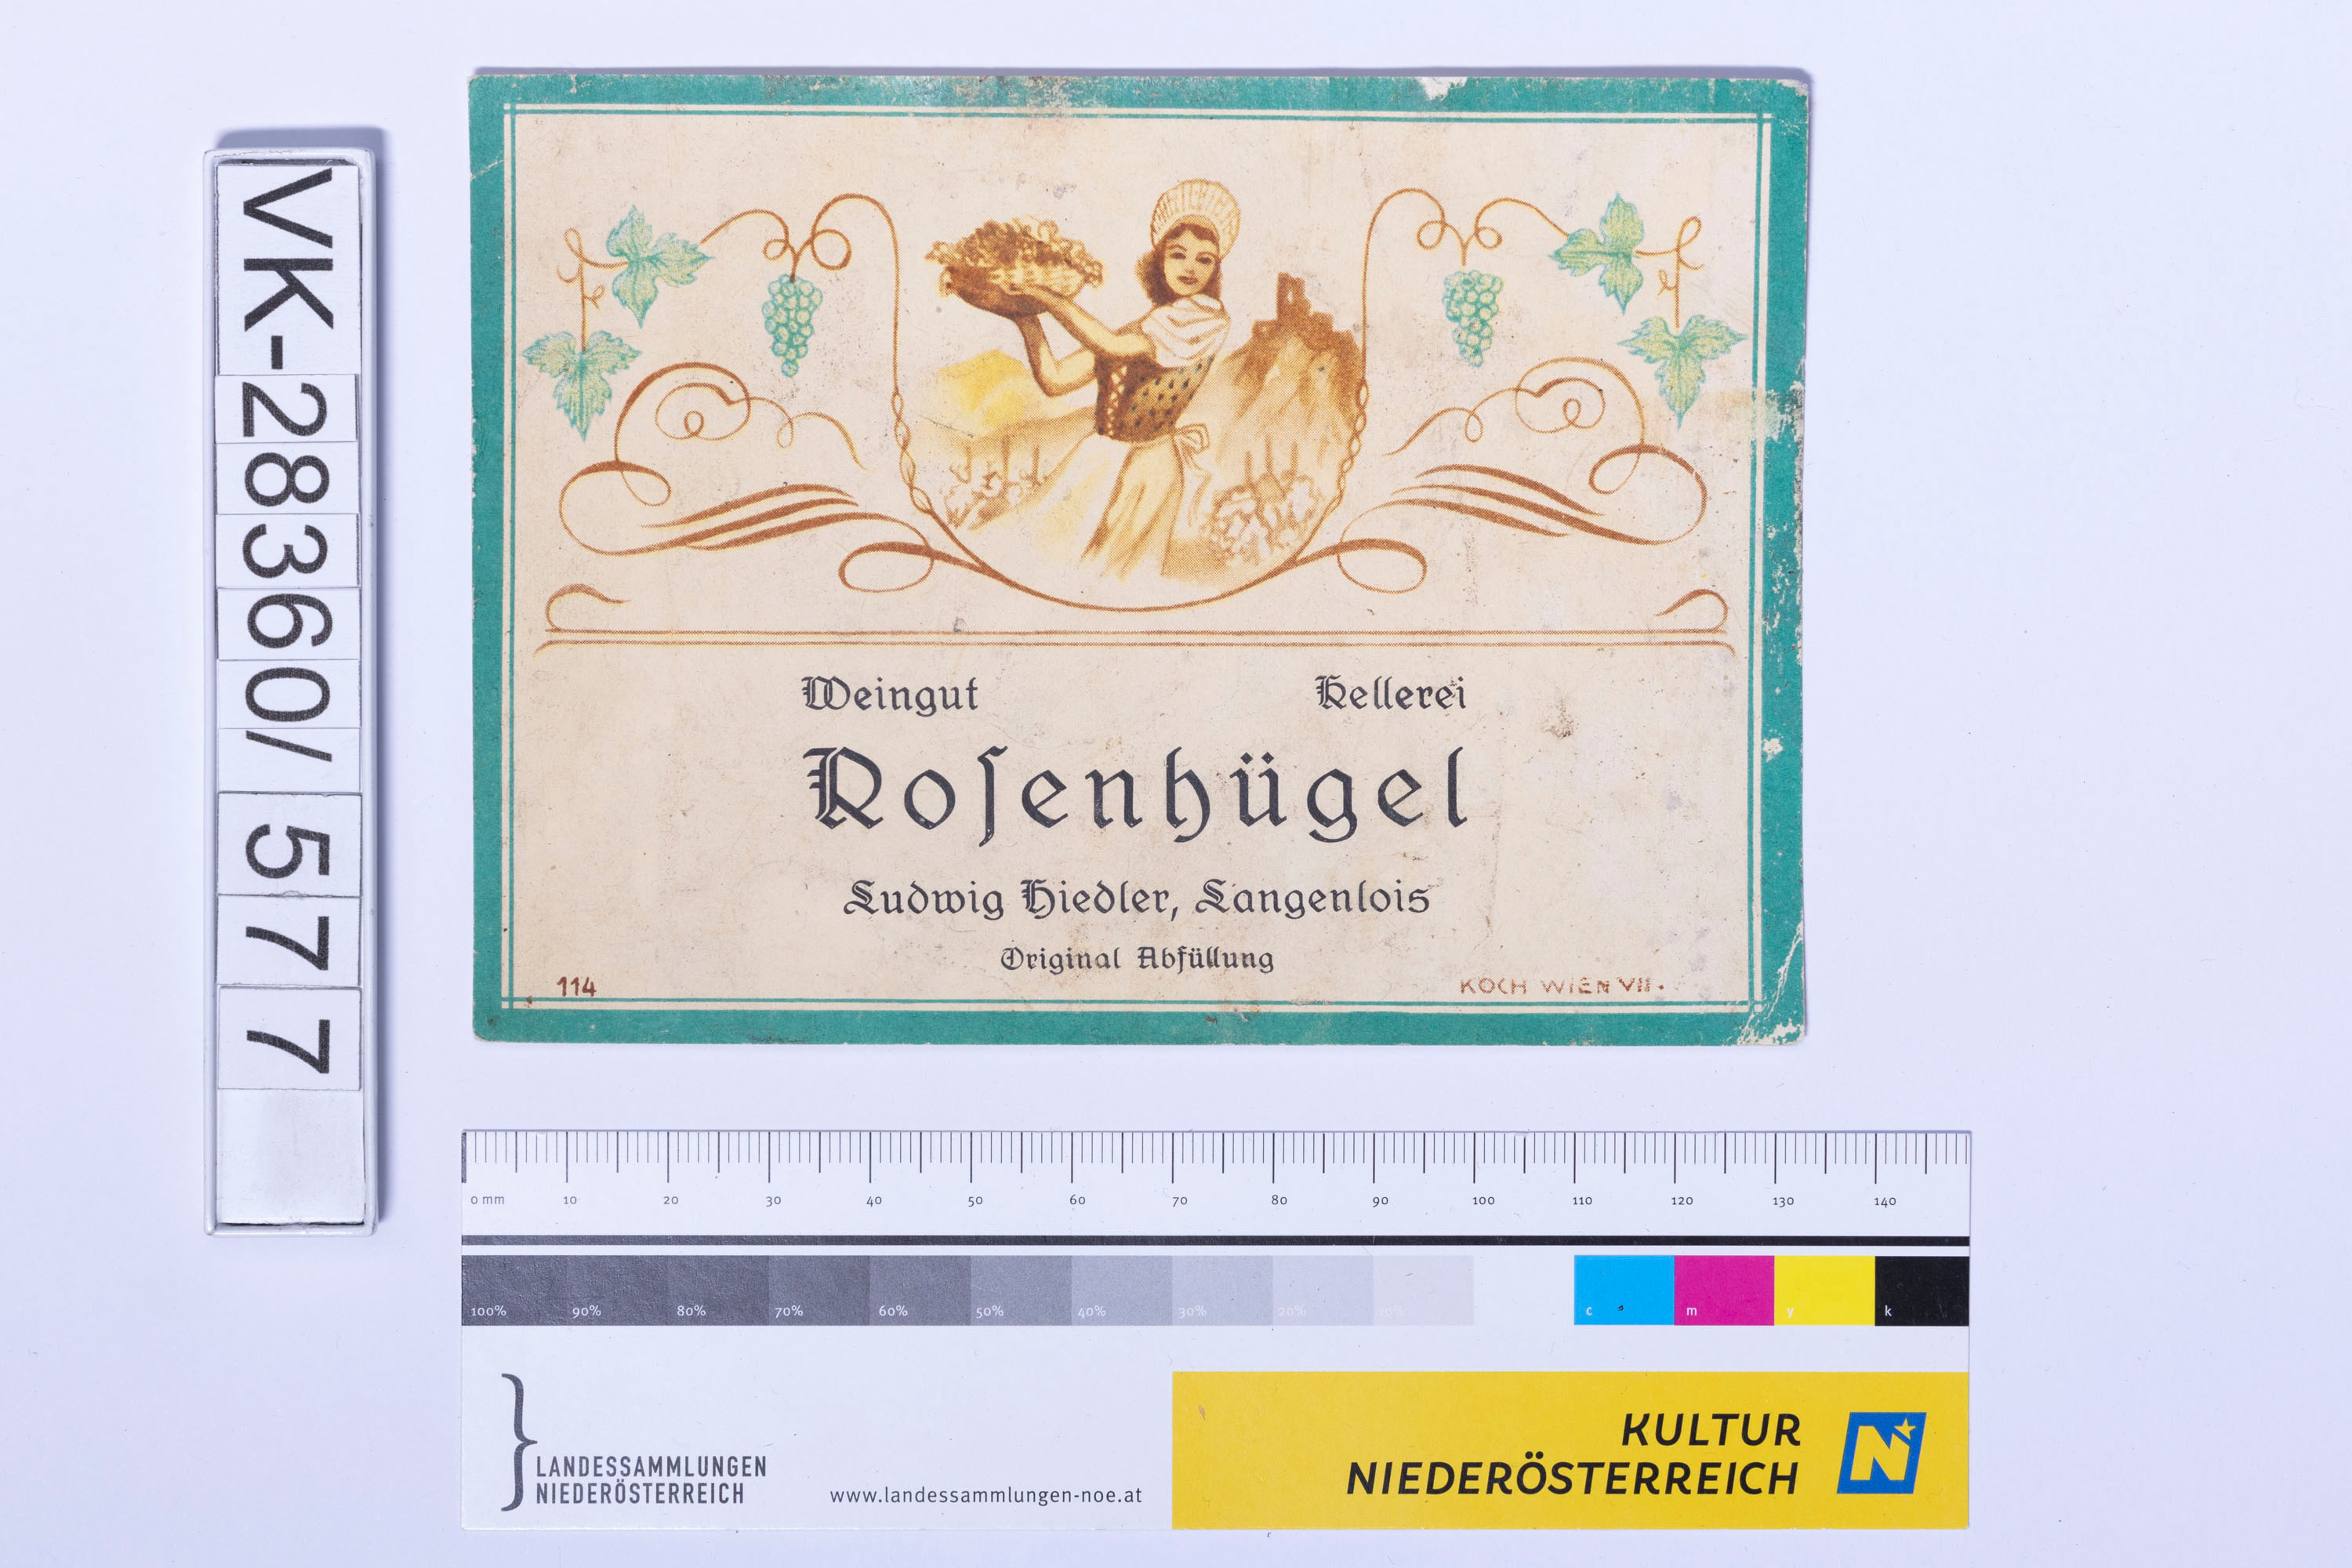 VK-28360/577
Weingut Kellerei
Roſenhügel
Ludwig Hiedler, Langenlois
Original Abfüllung
114 KOCH WIEN VII.
0 mm 10 20 30 40 50 60 70 80 90 100 110 120 130 140
100% 90% 80% 70% 60% 50% 40% 30% 20% 10% c m y k
LANDESSAMMLUNGEN
NIEDERÖSTERREICH
www.landessammlungen-noe.at
KULTUR
NIEDERÖSTERREICH
N